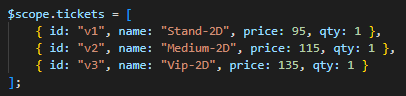 $scope.tickets = [
{ id: "v1", name: "Stand-2D", price: 95, qty: 1 },
{ id: "v2", name: "Medium-2D", price: 115, qty: 1 },
{ id: "v3", name: "Vip-2D", price: 135, qty: 1 }
];